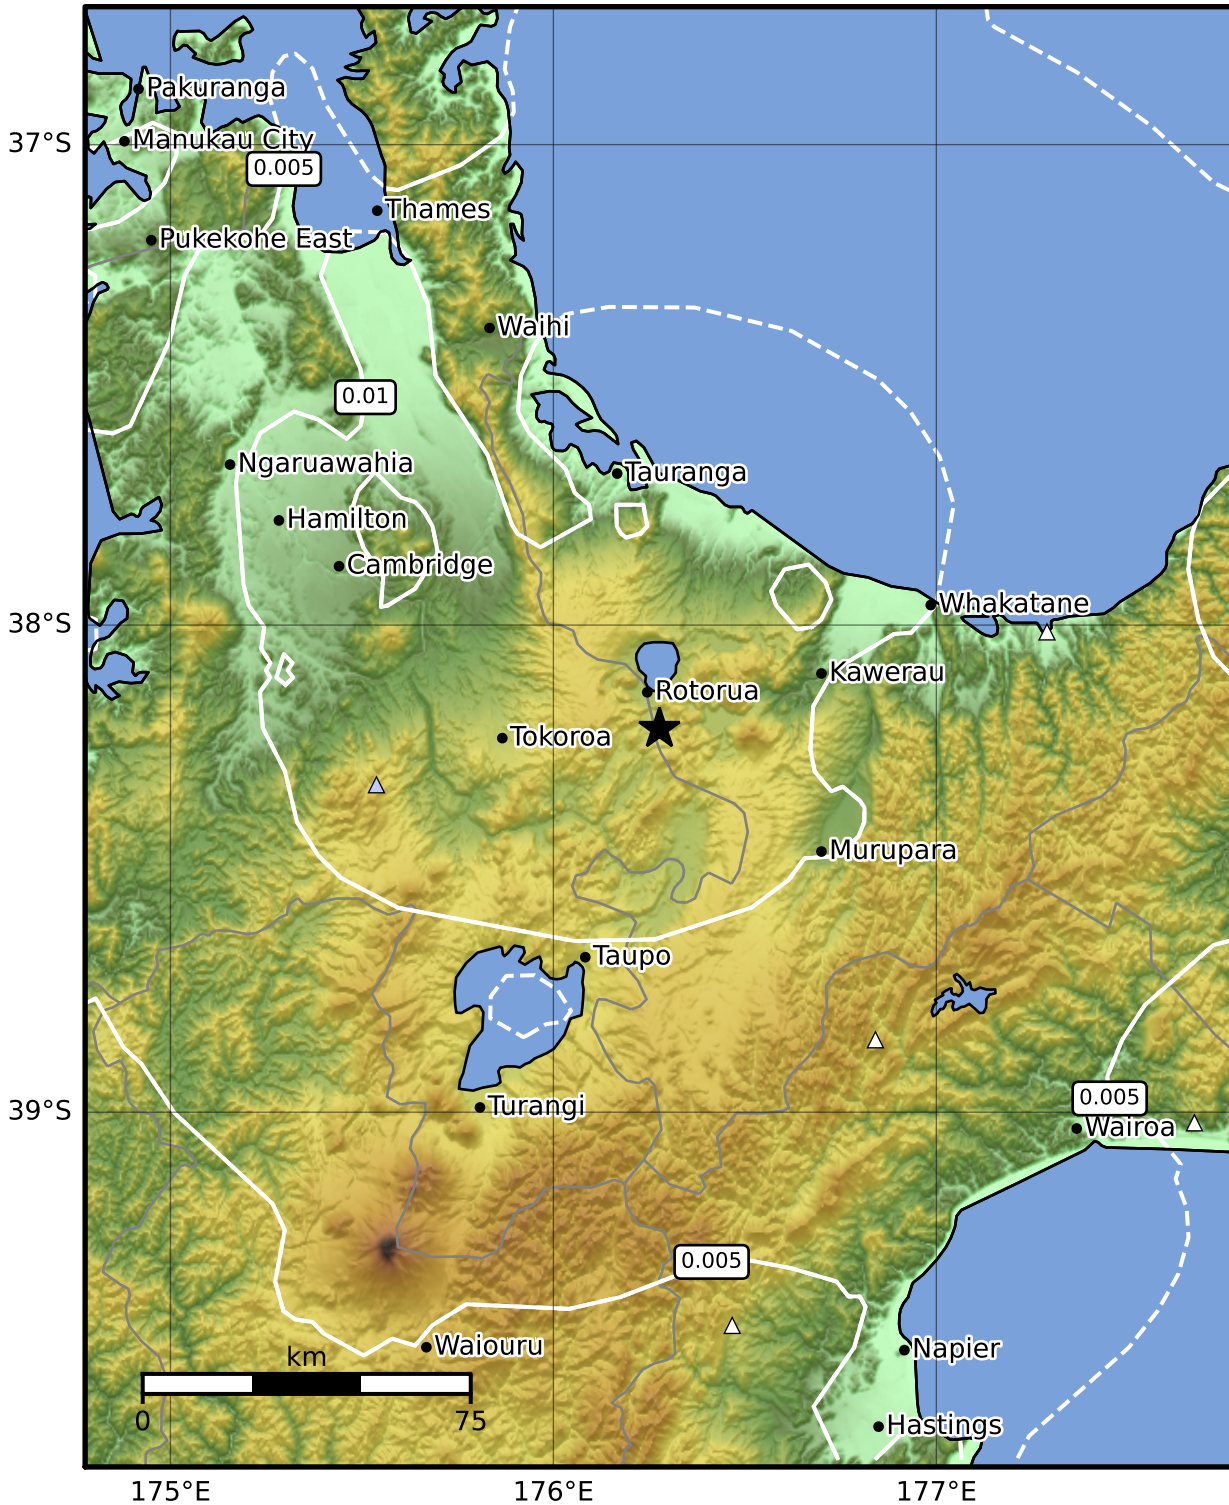 Pakuranga
Manukau City
37°S
0.005
Thames
Pukekohe East
Waihi
0.01
Ngaruawahia
Tauranga
Hamilton
Cambridge
Whakatane
38°S
Kawerau
Rotorua
Tokoroa
Murupara
Taupo
0.005
Turangi
39°S
Wairoa
0.005
Waiouru
Napier
km
0
75
Hastings
175°E
176°E
177°E